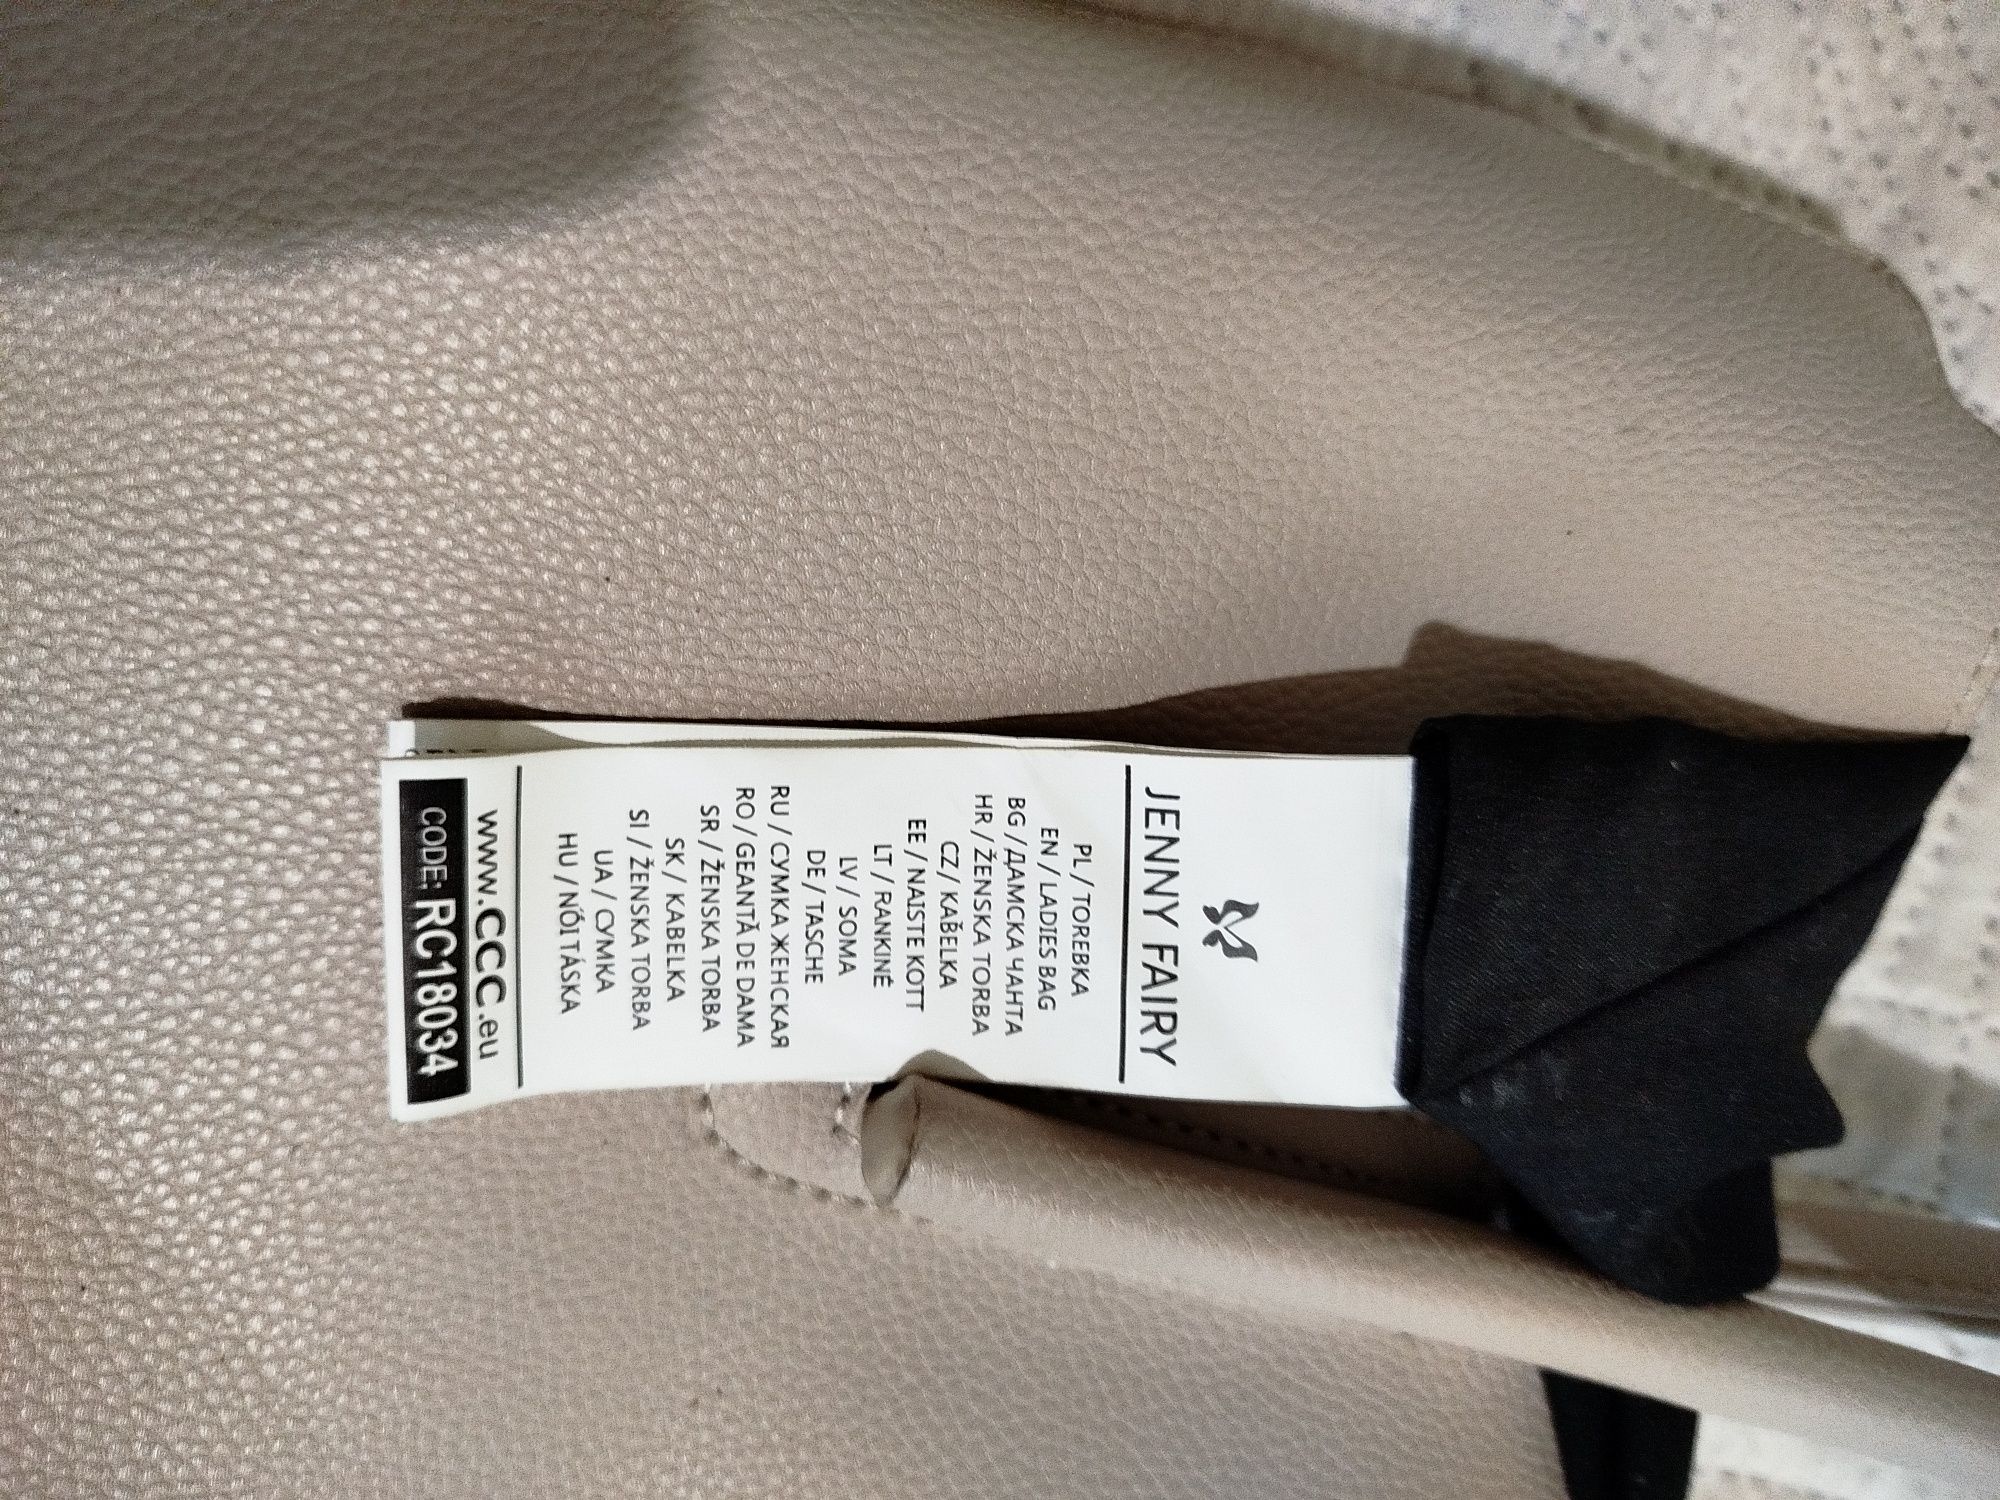 JENNY FAIRY
PL / TOREBKA
EN / LADIES BAG
BG / ДАМСКА ЧАНТА
HR / ŽENSKA TORBA
CZ / KABELKA
EE / NAISTE KOTT
LT / RANKINĖ
LV / SOMA
DE / TASCHE
RU / СУМКА ЖЕНСКАЯ
RO / GEANTĂ DE DAMA
SR / ŽENSKA TORBA
SK / KABELKA
SI / ŽENSKA TORBA
UA / СУМКА
HU / NŐI TÁSKA
www.CCC.eu
CODE: RC18034